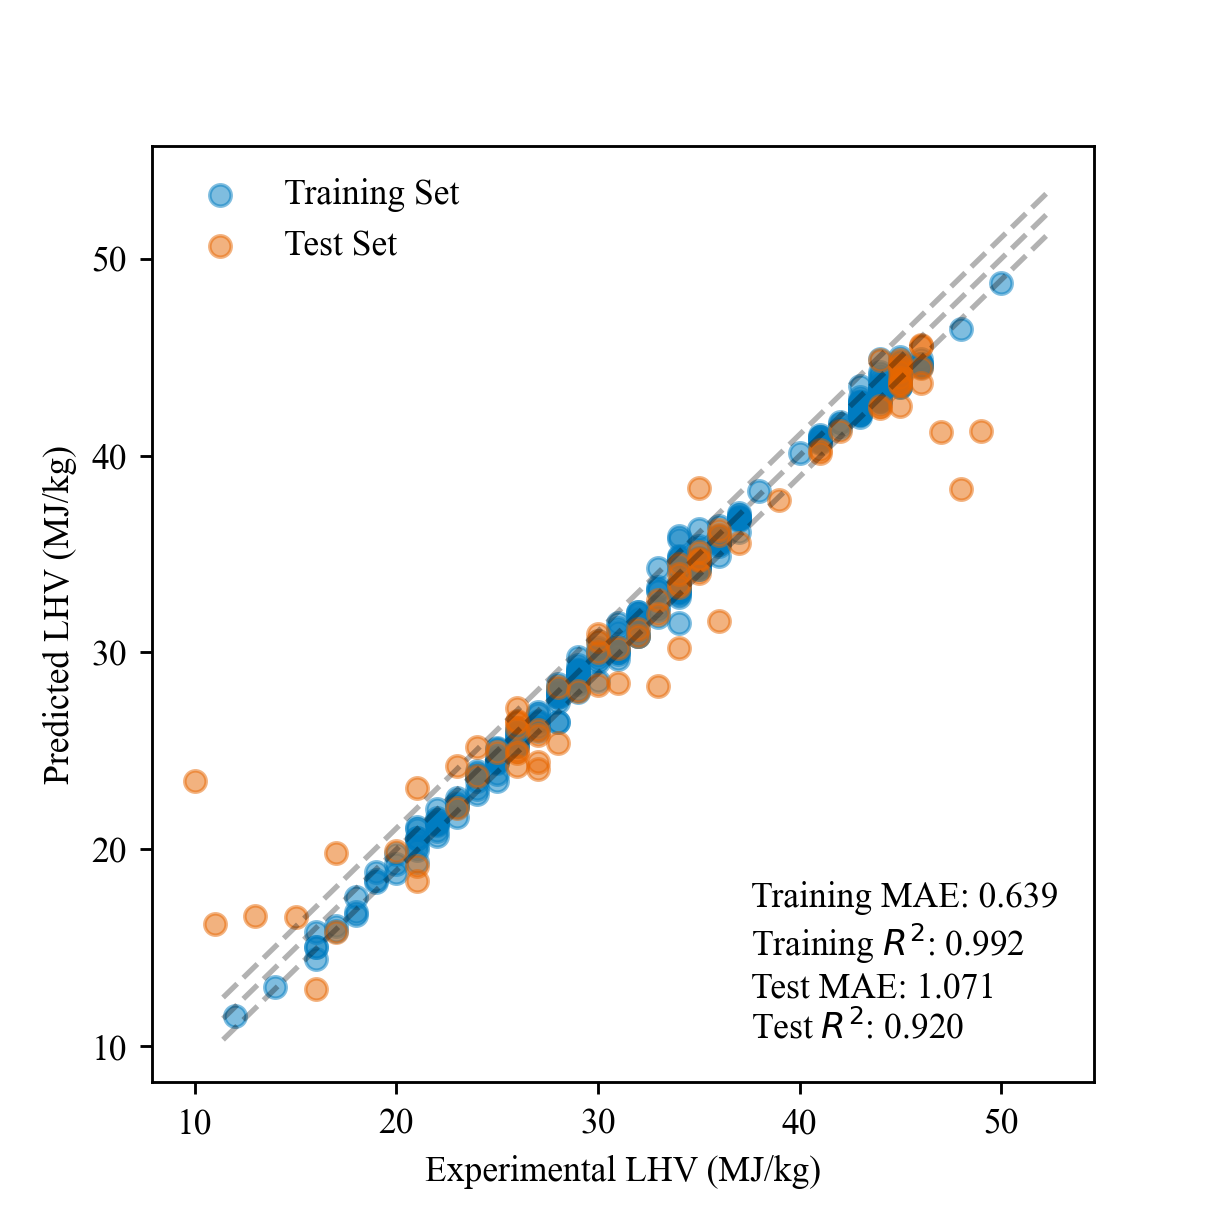 Training Set
Test Set
50
40
30
20
10
Predicted LHV (MJ/kg)
Training MAE: 0.639
Training R²: 0.992
Test MAE: 1.071
Test R²: 0.920
10 20 30 40 50
Experimental LHV (MJ/kg)